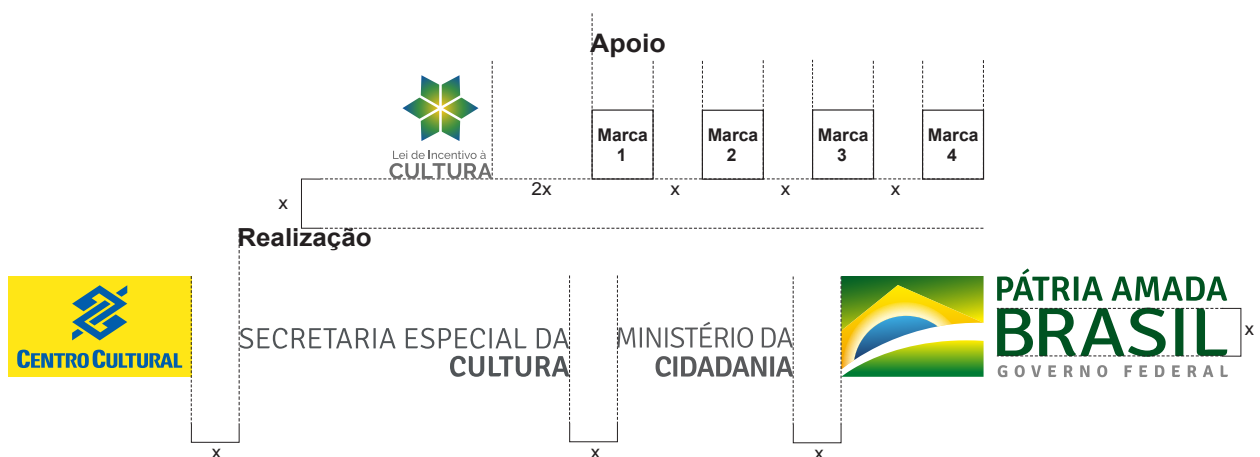 Apoio
Lei de Incentivo à
CULTURA
Marca
1
Marca
2
Marca
3
Marca
4
2x
x
x
x
x
Realização
CENTRO CULTURAL
SECRETARIA ESPECIAL DA
CULTURA
MINISTÉRIO DA
CIDADANIA
PÁTRIA AMADA
BRASIL
GOVERNO FEDERAL
x
x
x
x